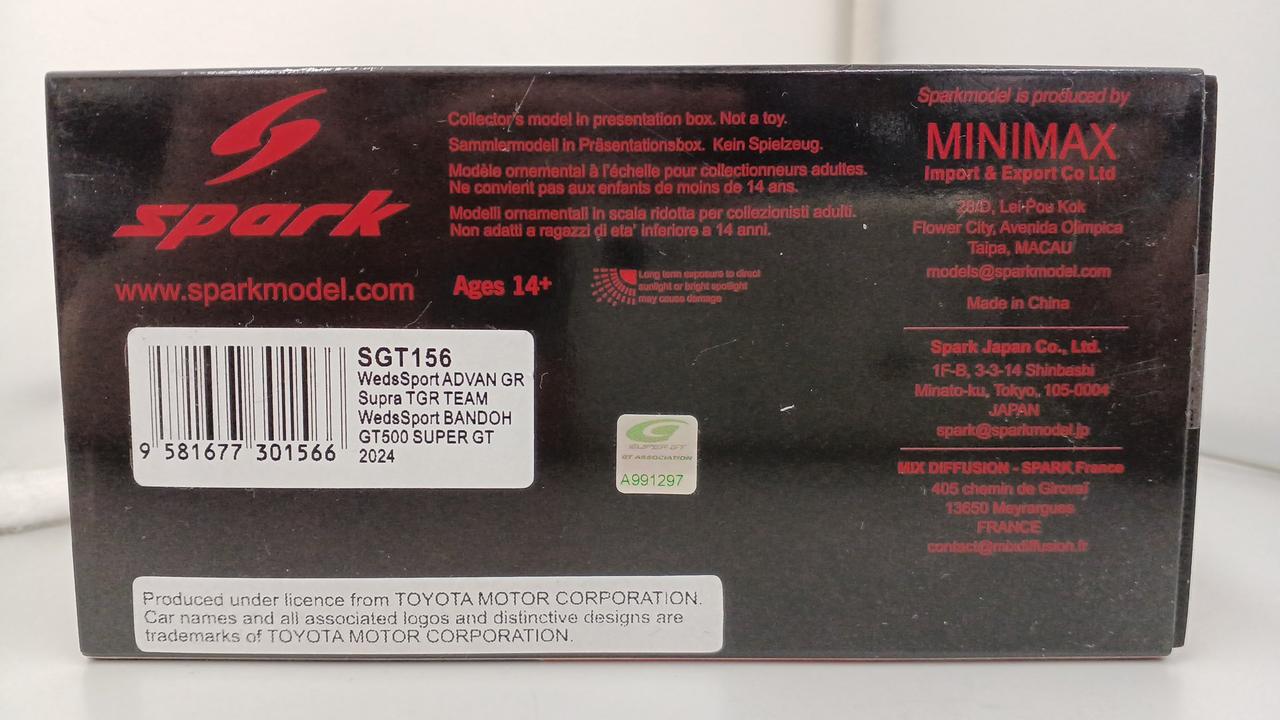 spark
www.sparkmodel.com
Collector's model in presentation box. Not a toy.
Sammlermodell in Präsentationsbox. Kein Spielzeug.
Modèle ornemental à l'échelle pour collectionneurs adultes.
Ne convient pas aux enfants de moins de 14 ans.
Modelli ornamentali in scala ridotta per collezionisti adulti.
Non adatti a ragazzi di eta' inferiore a 14 anni.
Ages 14+
Long term exposure to direct
sunlight or bright spotlight
may cause damage
Sparkmodel is produced by
MINIMAX
Import & Export Co Ltd
28/D, Lei Pou Kok
Flower City, Avenida Olimpica
Taipa, MACAU
models@sparkmodel.com
Made in China
Spark Japan Co., Ltd.
1F-B, 3-3-14 Shinbashi
Minato-ku, Tokyo, 105-0004
JAPAN
spark@sparkmodel.jp
MIX DIFFUSION - SPARK France
405 chemin de Girovaï
13650 Meyrargues
FRANCE
contact@mixdiffusion.fr
SGT156
WedsSport ADVAN GR
Supra TGR TEAM
WedsSport BANDOH
GT500 SUPER GT
2024
9 581677 301566
SUPER GT
GT ASSOCIATION
A991297
Produced under licence from TOYOTA MOTOR CORPORATION.
Car names and all associated logos and distinctive designs are
trademarks of TOYOTA MOTOR CORPORATION.